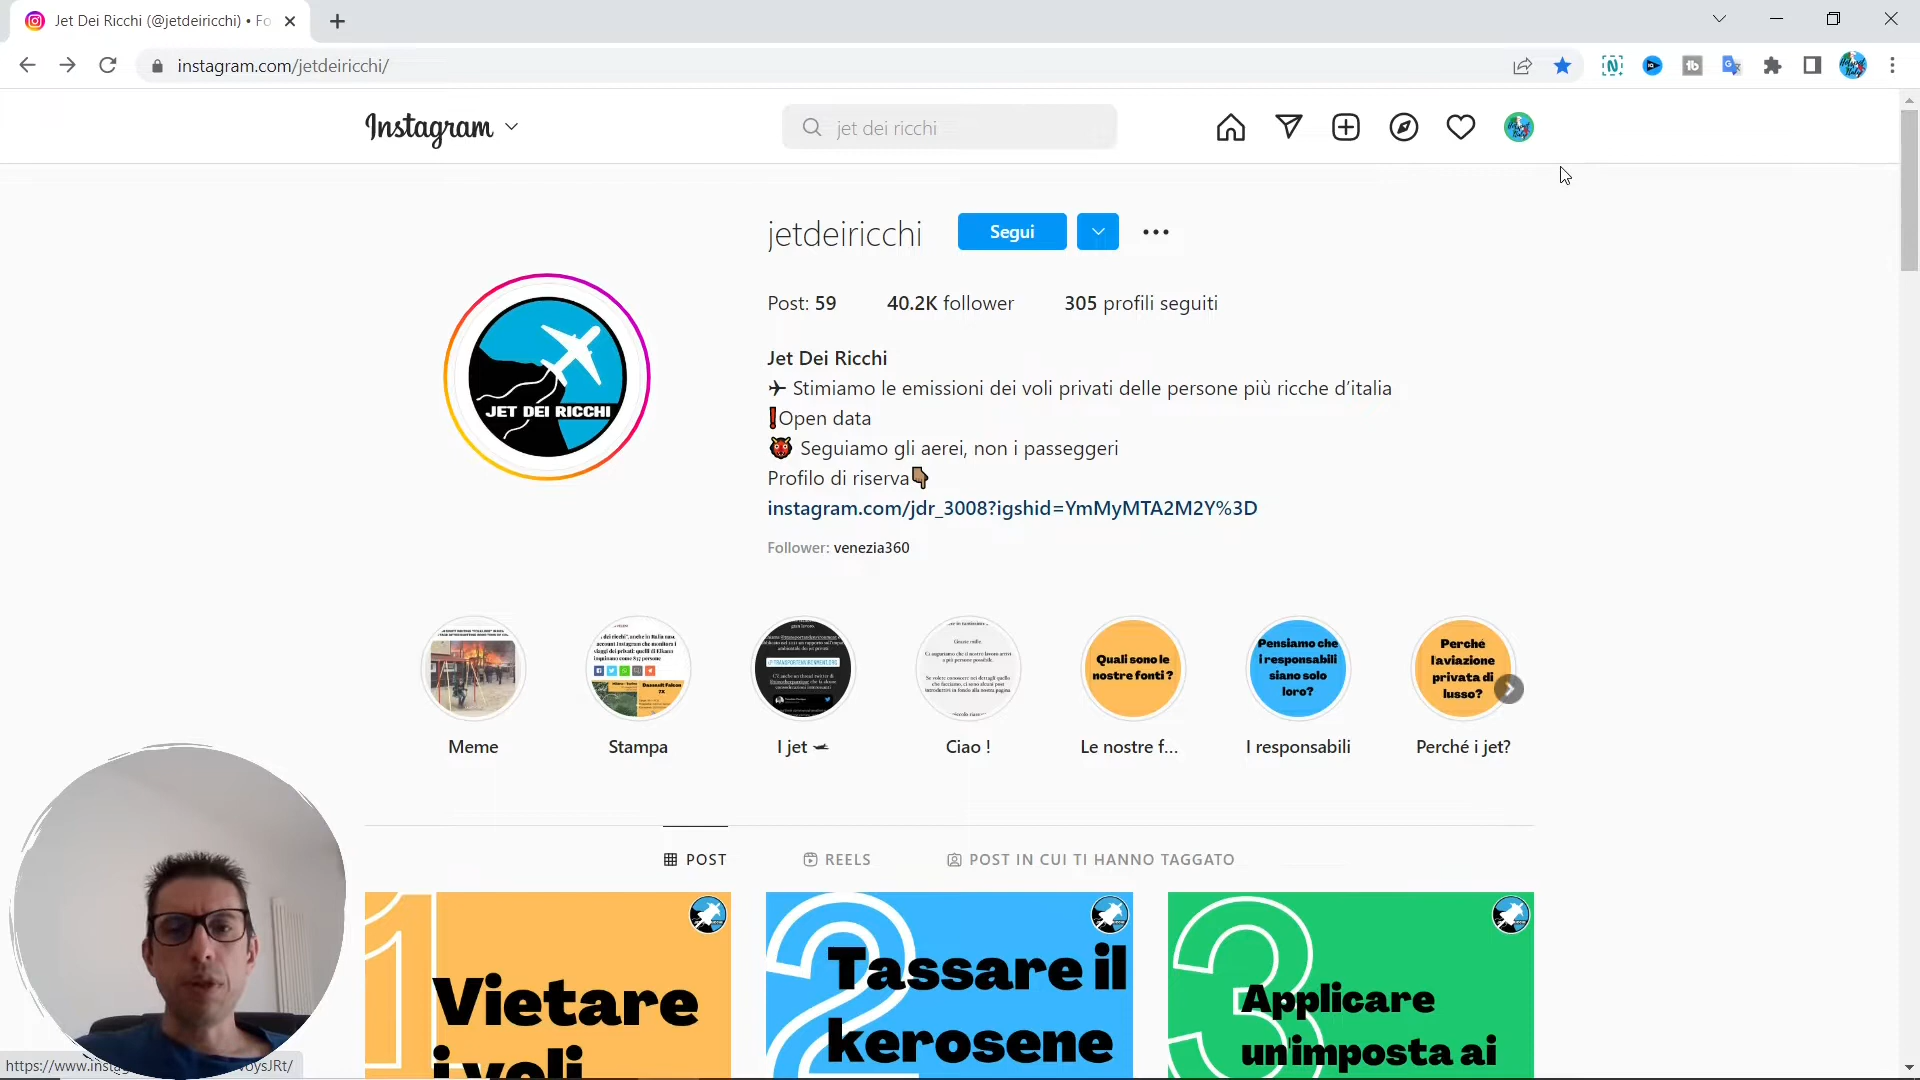 Jet Dei Ricchi (@jetdeiricchi) • Fo
instagram.com/jetdeiricchi/
Instagram
jet dei ricchi
jetdeiricchi
Segui
Post: 59
40.2K follower
305 profili seguiti
JET DEI RICCHI
Jet Dei Ricchi
✈ Stimiamo le emissioni dei voli privati delle persone più ricche d’italia
❗Open data
👹 Seguiamo gli aerei, non i passeggeri
Profilo di riserva👇🏽
instagram.com/jdr_3008?igshid=YmMyMTA2M2Y%3D
Follower: venezia360
Quali sono le
nostre fonti ?
Pensiamo che
i responsabili
siano solo
loro?
Perché
l'aviazione
privata di
lusso?
Meme
Stampa
I jet
Ciao !
Le nostre f...
I responsabili
Perché i jet?
POST
REELS
POST IN CUI TI HANNO TAGGATO
1
Vietare
i voli
2
Tassare il
kerosene
3
Applicare
un'imposta ai